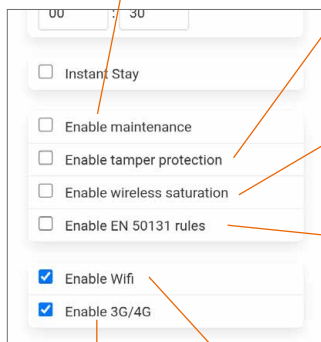 00 : 30
Instant Stay
Enable maintenance
Enable tamper protection
Enable wireless saturation
Enable EN 50131 rules
Enable Wifi
Enable 3G/4G